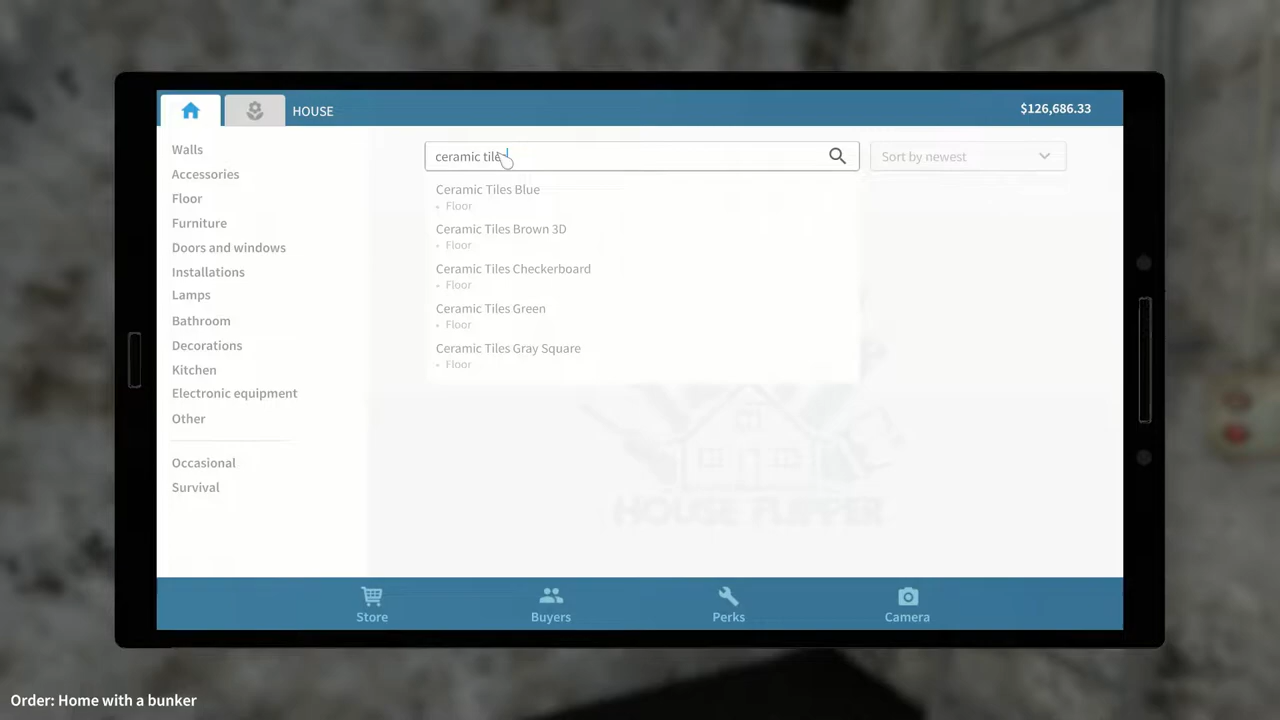 HOUSE
$126,686.33
Walls
Accessories
Floor
Furniture
Doors and windows
Installations
Lamps
Bathroom
Decorations
Kitchen
Electronic equipment
Other
Occasional
Survival
ceramic tile
Sort by newest
Ceramic Tiles Blue
Floor
Ceramic Tiles Brown 3D
Floor
Ceramic Tiles Checkerboard
Floor
Ceramic Tiles Green
Floor
Ceramic Tiles Gray Square
Floor
HOUSE FLIPPER
Store
Buyers
Perks
Camera
Order: Home with a bunker